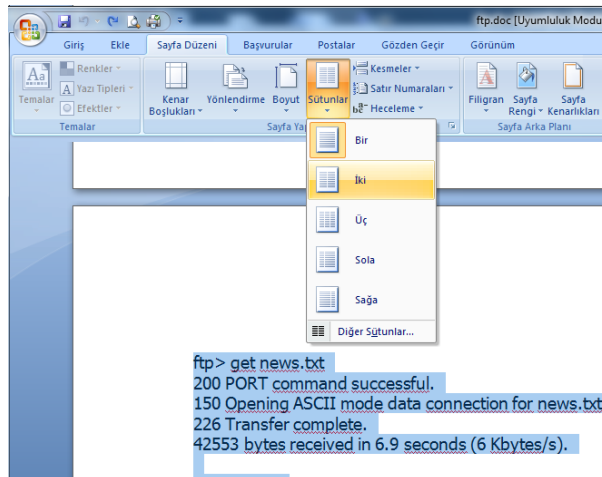 ftp.doc [Uyumluluk Modu
Giriş Ekle Sayfa Düzeni Başvurular Postalar Gözden Geçir Görünüm
Temalar
Renkler
Yazı Tipleri
Efektler
Kenar Boşlukları
Yönlendirme
Boyut
Sütunlar
Kesmeler
Satır Numaraları
Heceleme
Filigran
Sayfa Rengi
Sayfa Kenarlıkları
Temalar Sayfa Yap Sayfa Arka Planı
Bir
İki
Üç
Sola
Sağa
Diğer Sütunlar...
ftp> get news.txt
200 PORT command successful.
150 Opening ASCII mode data connection for news.txt
226 Transfer complete.
42553 bytes received in 6.9 seconds (6 Kbytes/s).